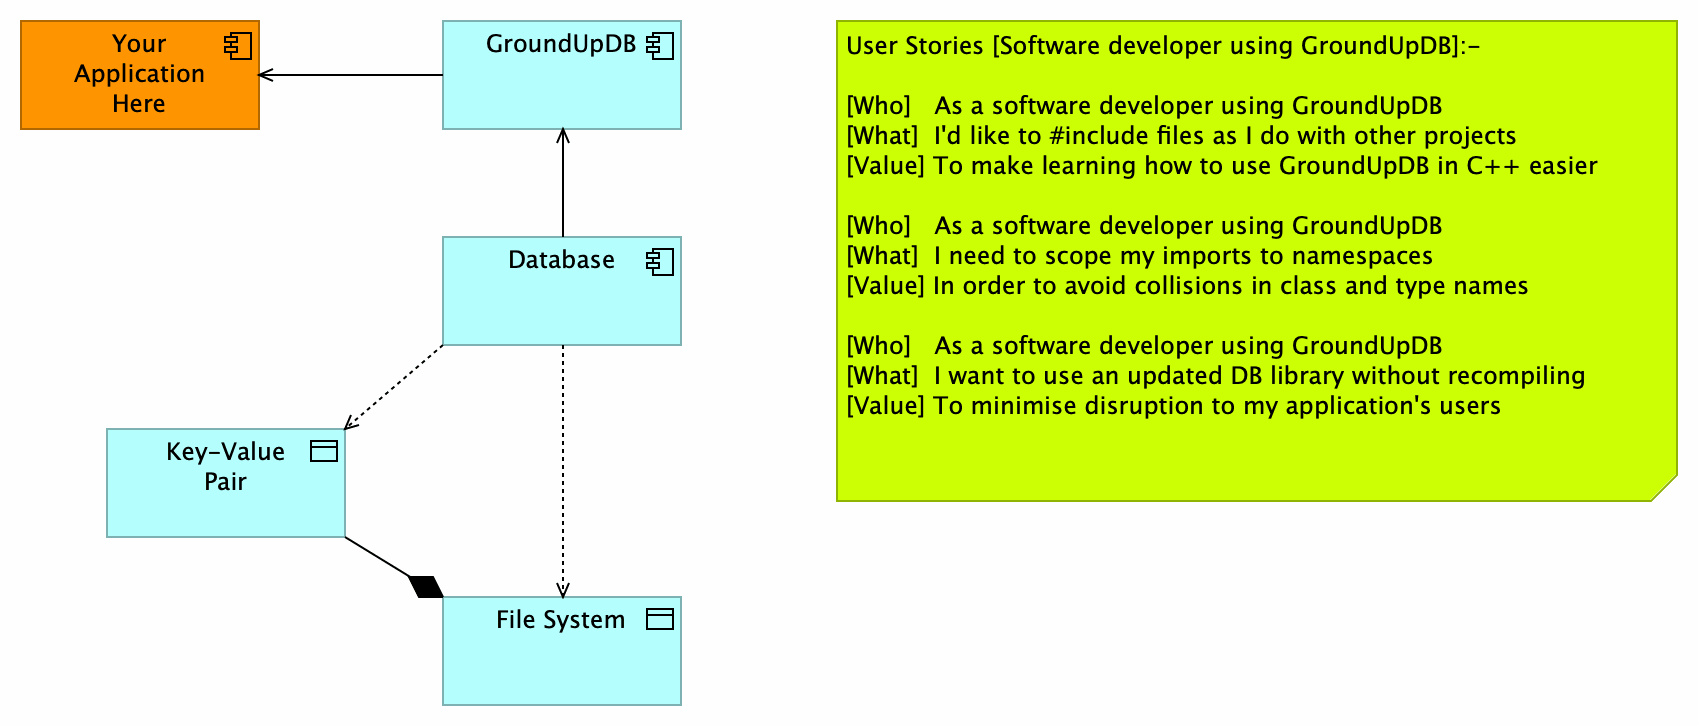 Your
Application
Here
GroundUpDB
Database
Key-Value
Pair
File System
User Stories [Software developer using GroundUpDB]:-
[Who] As a software developer using GroundUpDB
[What] I'd like to #include files as I do with other projects
[Value] To make learning how to use GroundUpDB in C++ easier
[Who] As a software developer using GroundUpDB
[What] I need to scope my imports to namespaces
[Value] In order to avoid collisions in class and type names
[Who] As a software developer using GroundUpDB
[What] I want to use an updated DB library without recompiling
[Value] To minimise disruption to my application's users